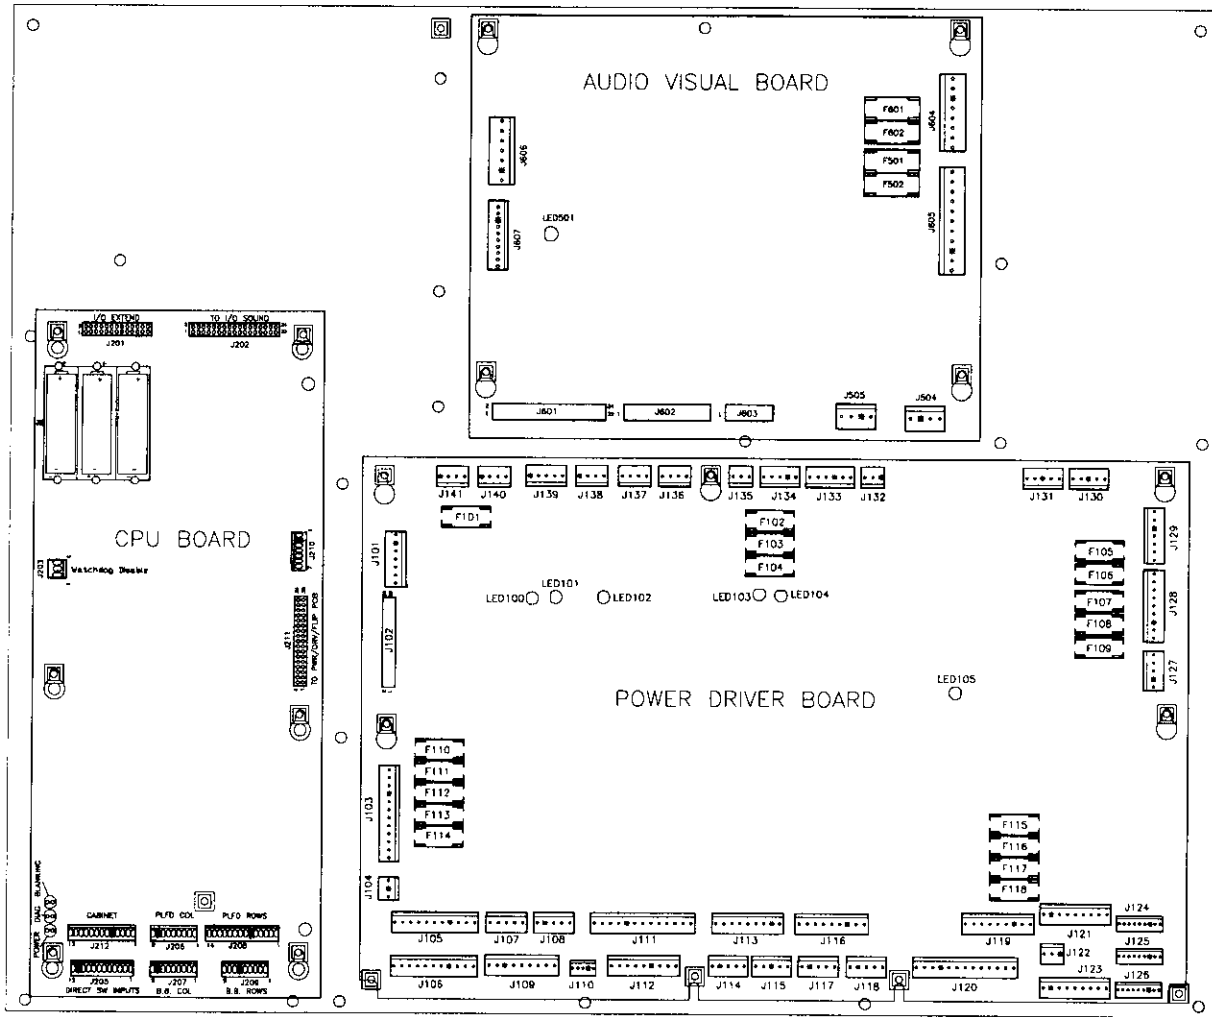 AUDIO VISUAL BOARD
F601
F602
F501
F502
J604
J605
J606
J607
LED501
J601
J602
J603
J505
J504
I/O EXTEND
J201
TO I/O SOUND
J202
CPU BOARD
J203
Watchdog Disable
J210
J211
TO PWR/DRV/FLIP PCB
POWER
DIAG
BLANKING
CABINET
J212
PLFD COL
PLFD ROWS
J208
J205
DIRECT SW INPUTS
J207
B.B. COL
B.B. ROWS
J141
J140
J139
J138
J137
J136
J135
J134
J133
J132
J131
J130
F101
F102
F103
F104
J101
J102
LED100
LED101
LED102
LED103
LED104
F105
F106
F107
F108
F109
J129
J128
J127
LED105
POWER DRIVER BOARD
F110
F111
F112
F113
F114
J103
J104
F115
F116
F117
F118
J105
J107
J108
J111
J113
J116
J119
J121
J124
J122
J125
J106
J109
J110
J112
J114
J115
J117
J118
J120
J123
J126